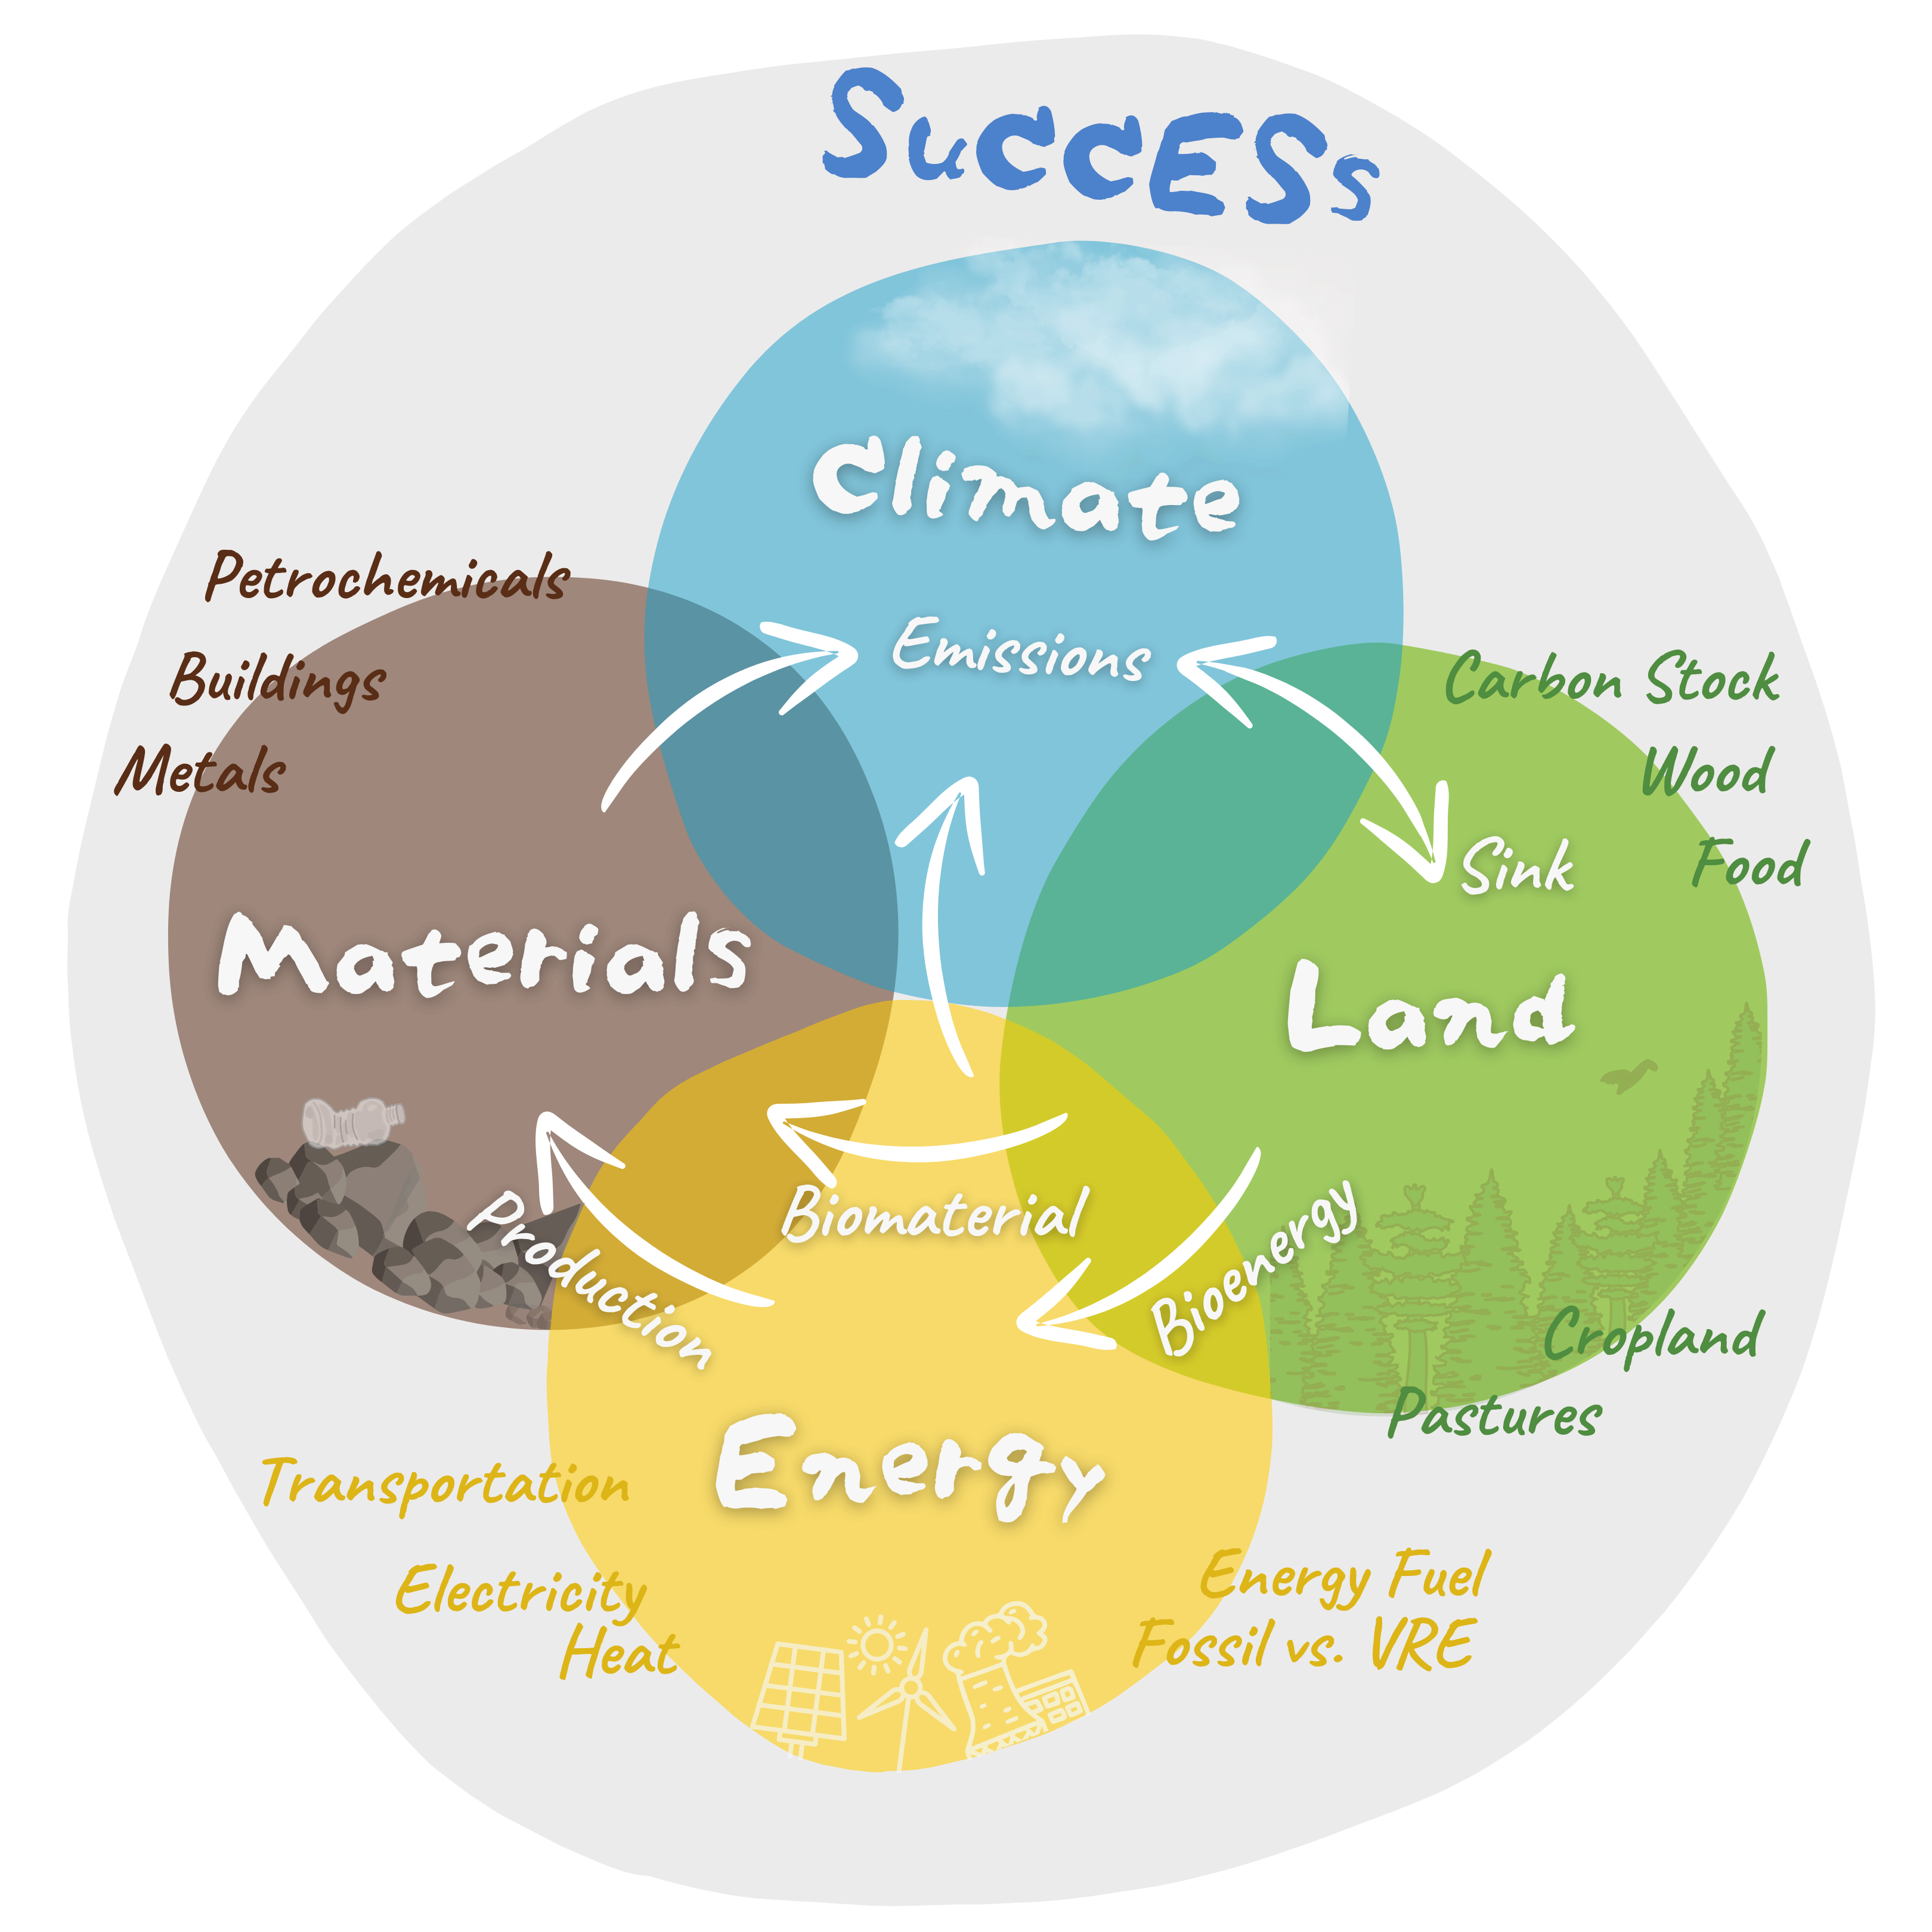 SuCCESs
Climate
Emissions
Petrochemicals
Buildings
Metals
Carbon Stock
Wood
Food
Sink
Materials
Land
Biomaterial
Production
Bioenergy
Cropland
Pastures
Energy
Transportation
Electricity
Heat
Energy Fuel
Fossil vs. VRE